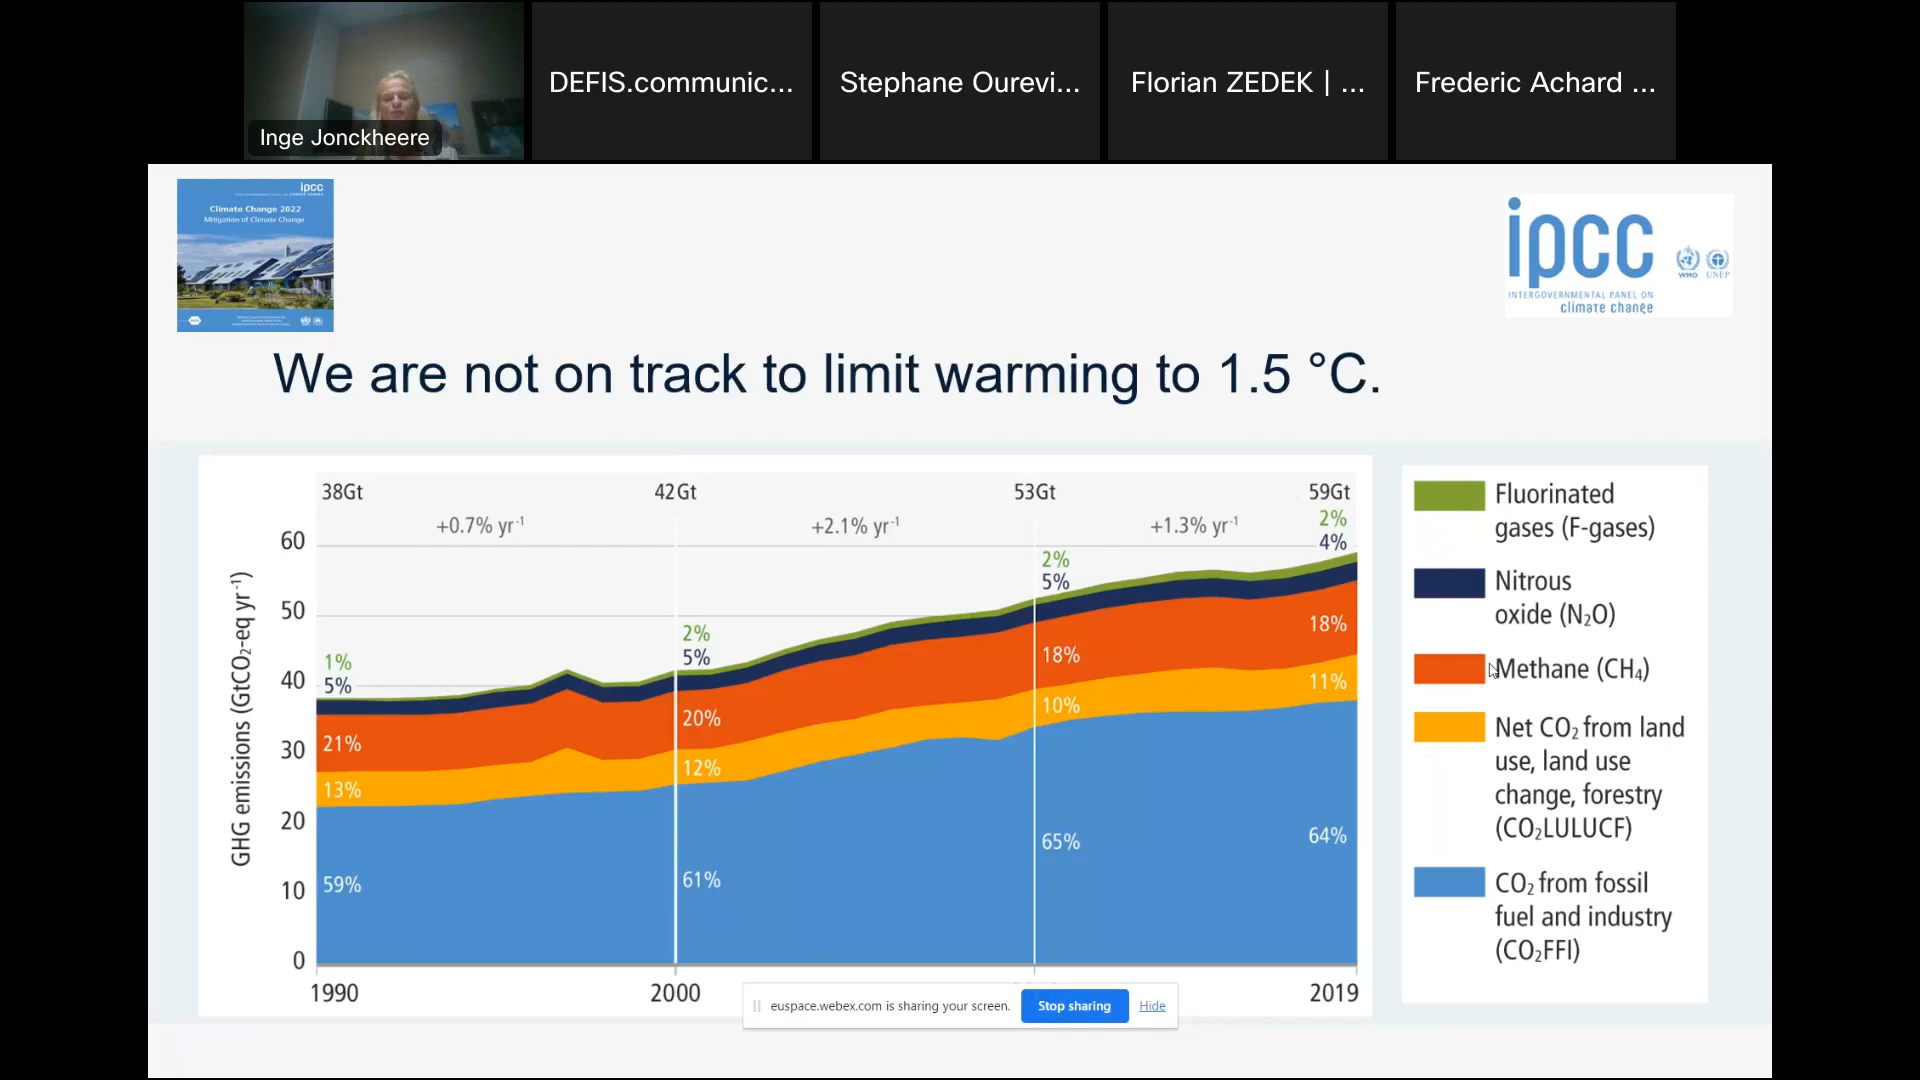 Inge Jonckheere
DEFIS.communic...
Stephane Ourevi...
Florian ZEDEK | ...
Frederic Achard ...
ipcc
Climate Change 2022
Mitigation of Climate Change
ipcc
INTERGOVERNMENTAL PANEL ON
climate change
WMO
UNEP
We are not on track to limit warming to 1.5 °C.
GHG emissions (GtCO₂-eq yr⁻¹)
38Gt
42Gt
53Gt
59Gt
+0.7% yr⁻¹
+2.1% yr⁻¹
+1.3% yr⁻¹
60
50
40
30
20
10
0
1%
5%
21%
13%
59%
2%
5%
20%
12%
61%
2%
5%
18%
10%
65%
2%
4%
18%
11%
64%
1990
2000
2019
Fluorinated
gases (F-gases)
Nitrous
oxide (N₂O)
Methane (CH₄)
Net CO₂ from land
use, land use
change, forestry
(CO₂LULUCF)
CO₂ from fossil
fuel and industry
(CO₂FFI)
euspace.webex.com is sharing your screen.
Stop sharing
Hide